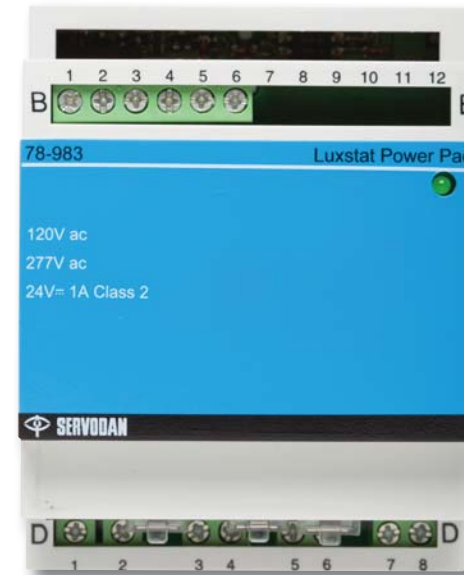 1 2 3 4 5 6 7 8 9 10 11 12
B
78-983 Luxstat Power Pac
120V ac
277V ac
24V= 1A Class 2
SERVODAN
D D
1 2 3 4 5 6 7 8